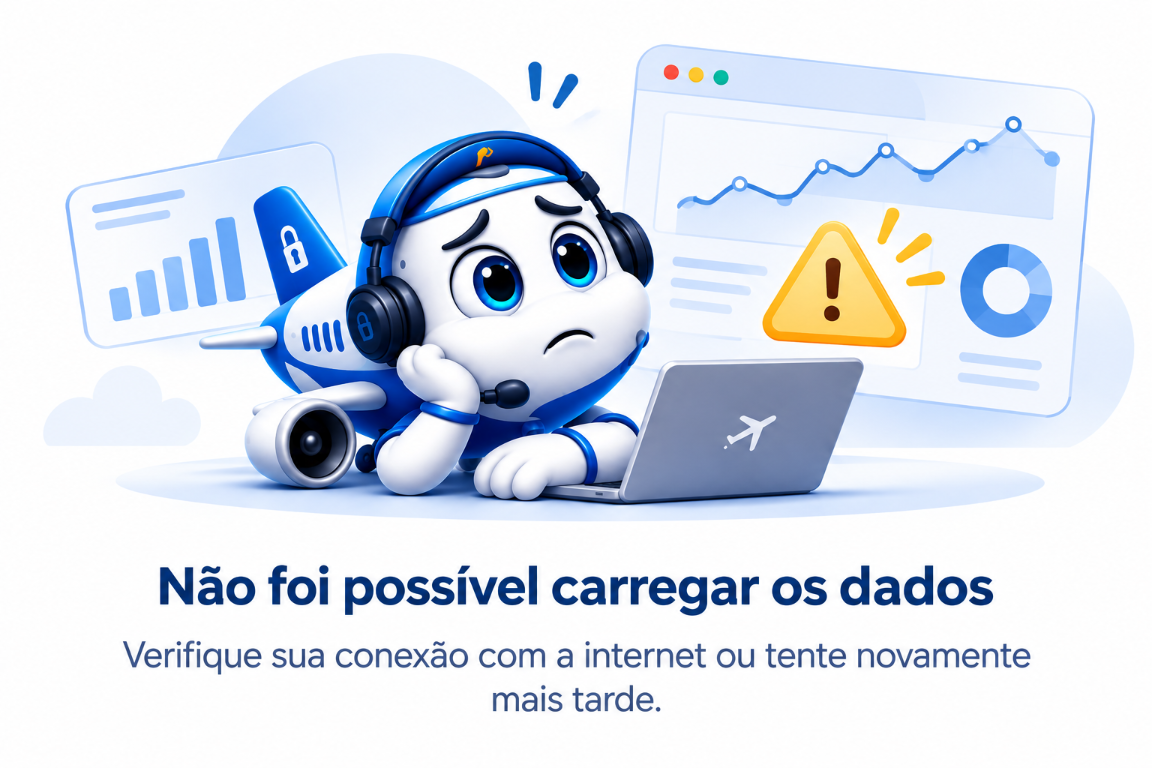 Não foi possível carregar os dados
Verifique sua conexão com a internet ou tente novamente
mais tarde.